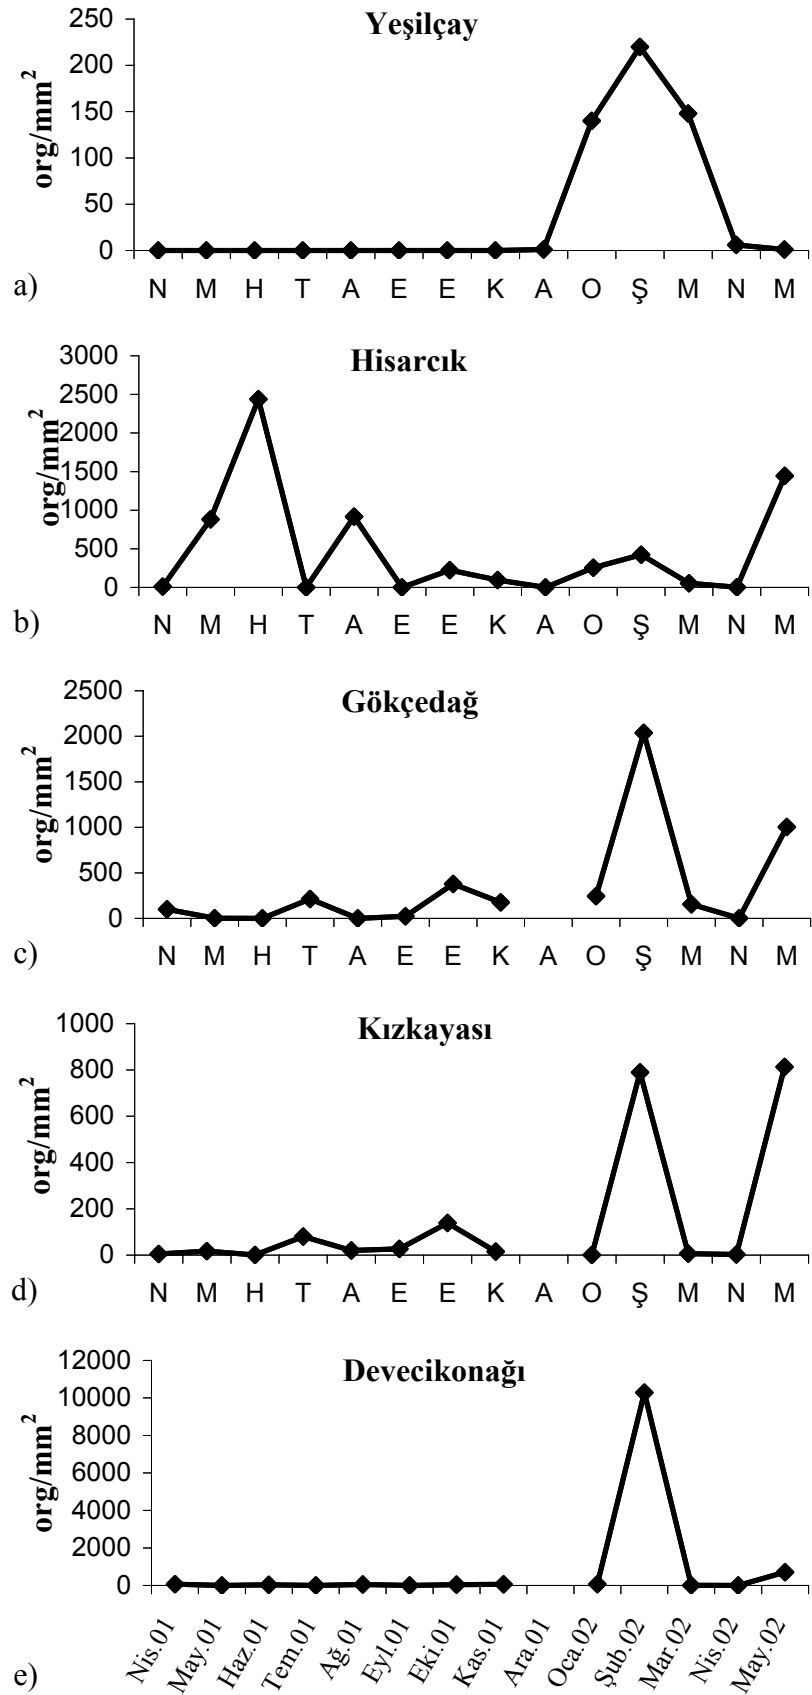 Yeşilçay
250
200
150
100
50
0
org/mm²
a)
N M H T A E E K A O Ş M N M
Hisarcık
3000
2500
2000
1500
1000
500
0
org/mm²
b)
N M H T A E E K A O Ş M N M
Gökçedağ
2500
2000
1500
1000
500
0
org/mm²
c)
N M H T A E E K A O Ş M N M
Kızkayası
1000
800
600
400
200
0
org/mm²
d)
N M H T A E E K A O Ş M N M
Devecikonağı
12000
10000
8000
6000
4000
2000
0
org/mm²
e)
Nis.01 May.01 Haz.01 Tem.01 Ağ.01 Eyl.01 Eki.01 Kas.01 Ara.01 Oca.02 Şub.02 Mar.02 Nis.02 May.02